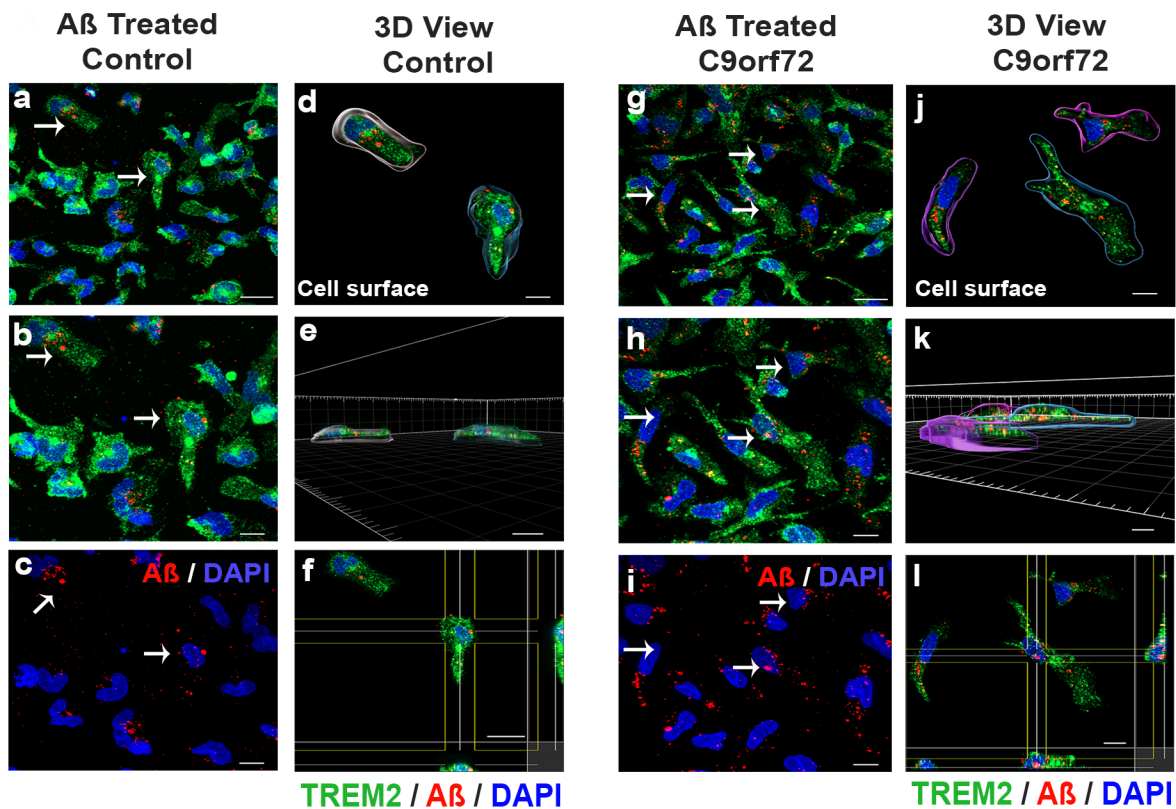 Aß Treated
Control
3D View
Control
Aß Treated
C9orf72
3D View
C9orf72
a
d
Cell surface
g
j
Cell surface
b
e
h
k
c
Aß / DAPI
f
i
Aß / DAPI
l
TREM2 / Aß / DAPI
TREM2 / Aß / DAPI